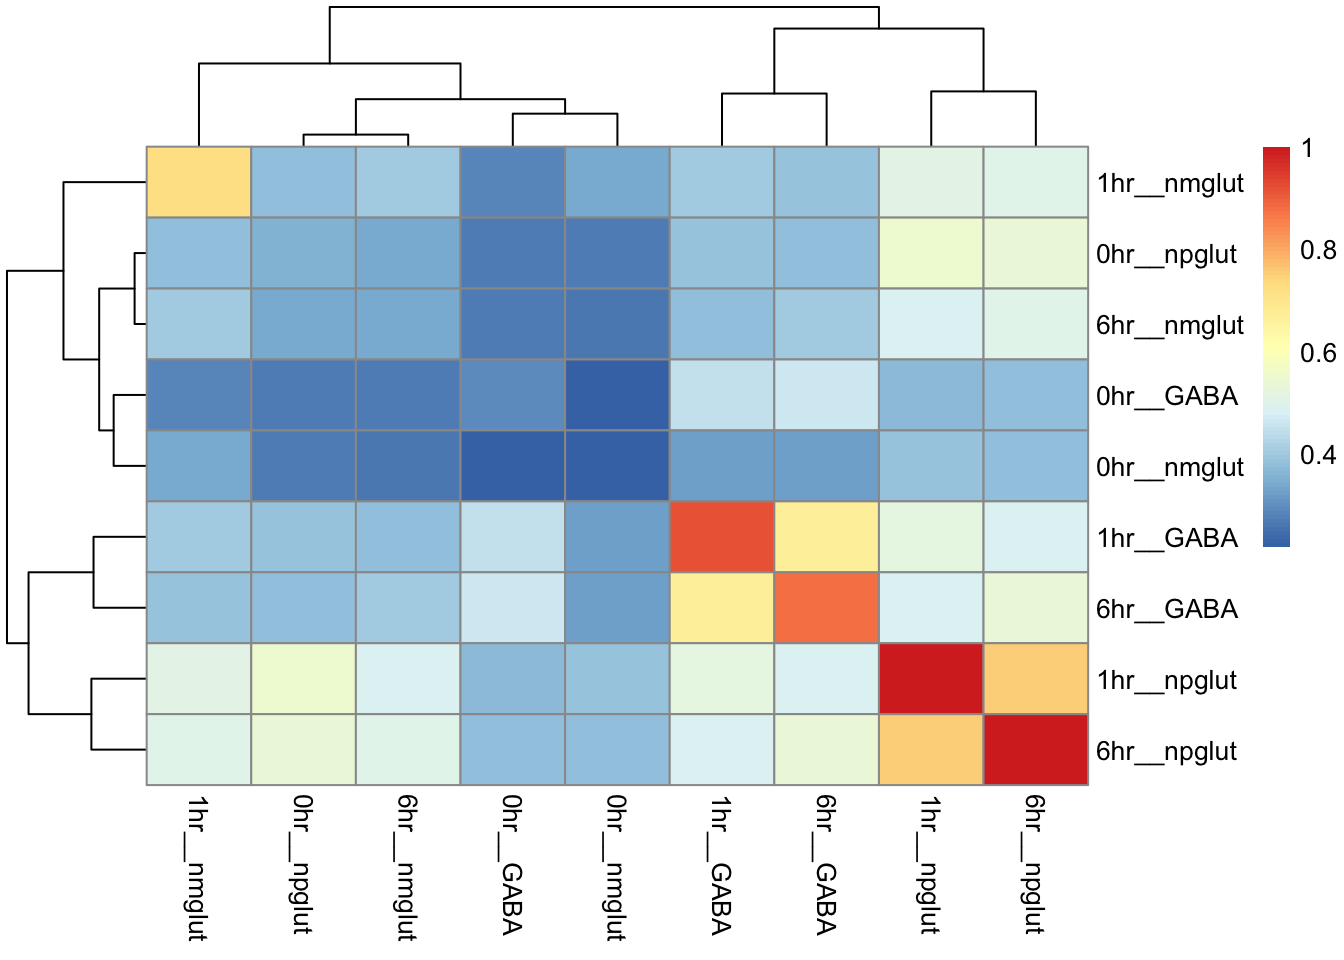 1hr__nmglut
0hr__npglut
6hr__nmglut
0hr__GABA
0hr__nmglut
1hr__GABA
6hr__GABA
1hr__npglut
6hr__npglut
1
0.8
0.6
0.4
1hr__nmglut
0hr__npglut
6hr__nmglut
0hr__GABA
0hr__nmglut
1hr__GABA
6hr__GABA
1hr__npglut
6hr__npglut